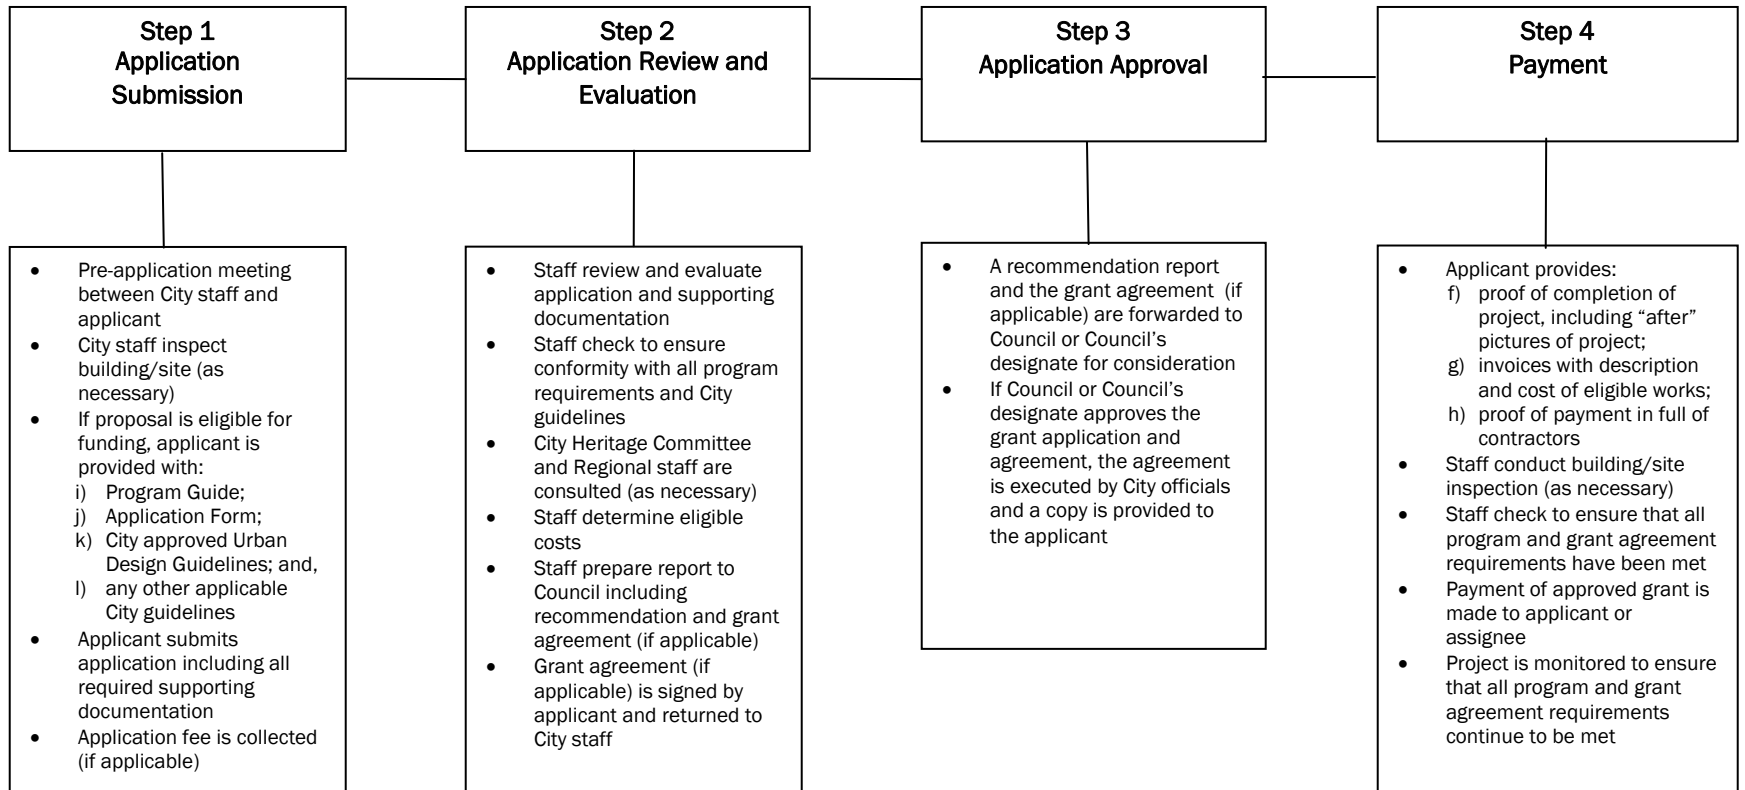 Step 1
Application
Submission
Step 2
Application Review and
Evaluation
Step 3
Application Approval
Step 4
Payment
• Pre-application meeting
between City staff and
applicant
• City staff inspect
building/site (as
necessary)
• If proposal is eligible for
funding, applicant is
provided with:
i) Program Guide;
j) Application Form;
k) City approved Urban
Design Guidelines; and,
l) any other applicable
City guidelines
• Applicant submits
application including all
required supporting
documentation
• Application fee is collected
(if applicable)
• Staff review and evaluate
application and supporting
documentation
• Staff check to ensure
conformity with all program
requirements and City
guidelines
• City Heritage Committee
and Regional staff are
consulted (as necessary)
• Staff determine eligible
costs
• Staff prepare report to
Council including
recommendation and grant
agreement (if applicable)
• Grant agreement (if
applicable) is signed by
applicant and returned to
City staff
• A recommendation report
and the grant agreement (if
applicable) are forwarded to
Council or Council’s
designate for consideration
• If Council or Council’s
designate approves the
grant application and
agreement, the agreement
is executed by City officials
and a copy is provided to
the applicant
• Applicant provides:
f) proof of completion of
project, including “after”
pictures of project;
g) invoices with description
and cost of eligible works;
h) proof of payment in full of
contractors
• Staff conduct building/site
inspection (as necessary)
• Staff check to ensure that all
program and grant agreement
requirements have been met
• Payment of approved grant is
made to applicant or
assignee
• Project is monitored to ensure
that all program and grant
agreement requirements
continue to be met